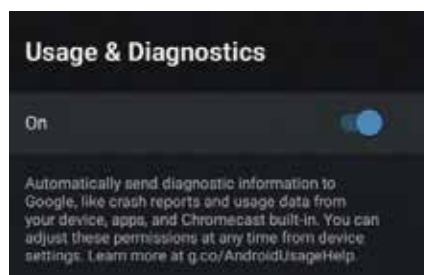 Usage & Diagnostics
On
Automatically send diagnostic information to
Google, like crash reports and usage data from
your device, apps, and Chromecast built-in. You can
adjust these permissions at any time from device
settings. Learn more at g.co/AndroidUsageHelp.